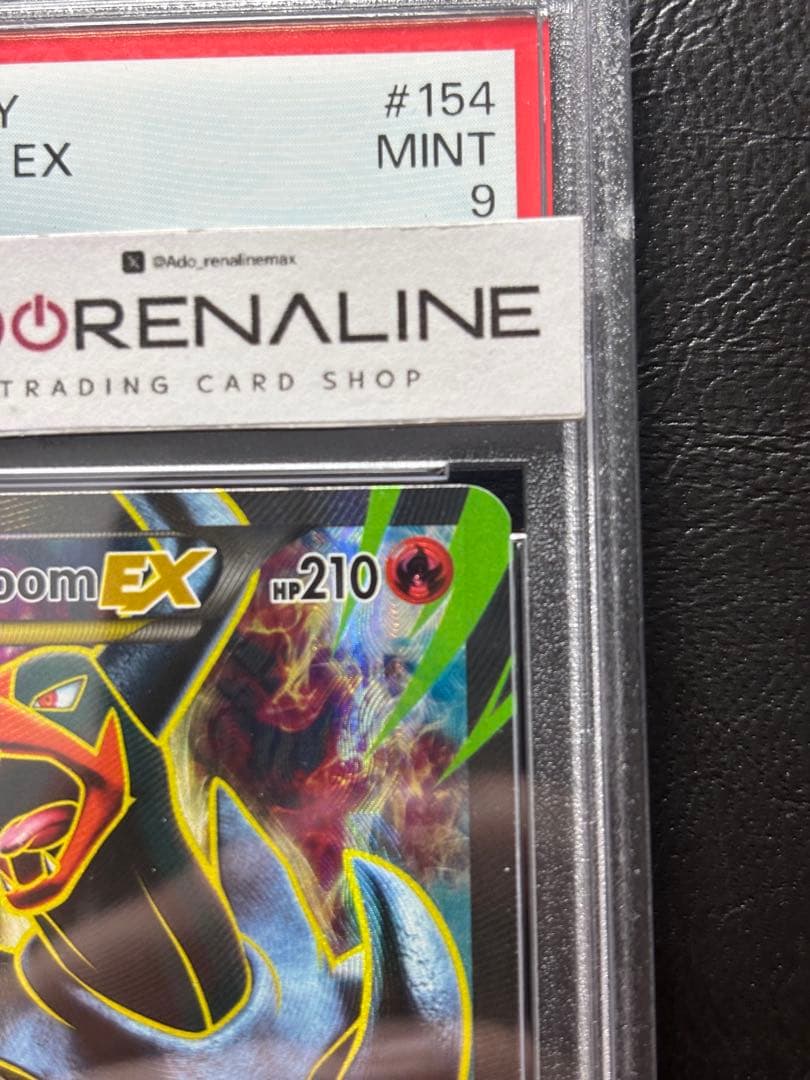 Y #154
EX MINT
9
@Ado_renalinemax
ORENALINE
TRADING CARD SHOP
oomEX HP210